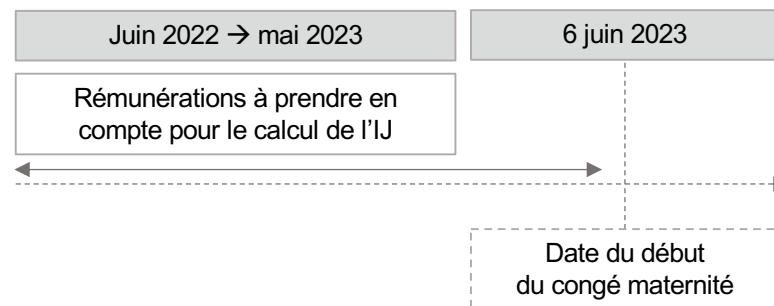 Juin 2022 → mai 2023
6 juin 2023
Rémunérations à prendre en
compte pour le calcul de l'IJ
Date du début
du congé maternité